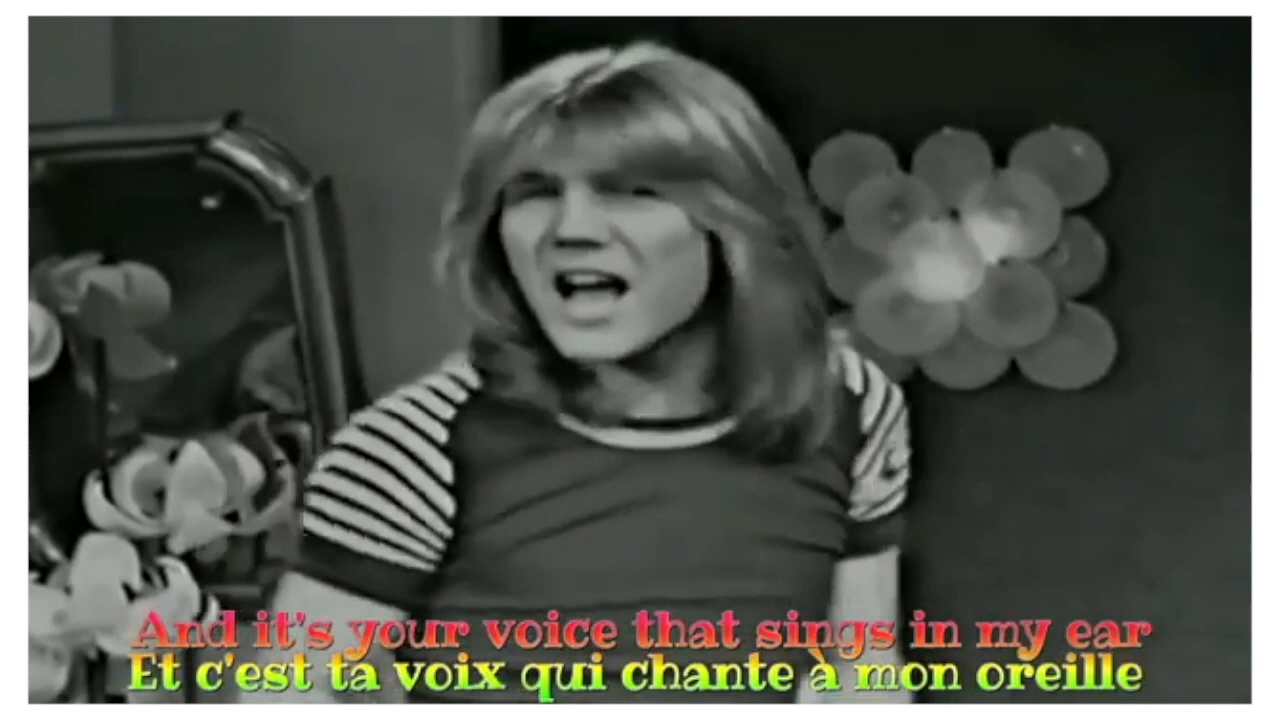 And it's your voice that sings in my ear
Et c'est ta voix qui chante à mon oreille